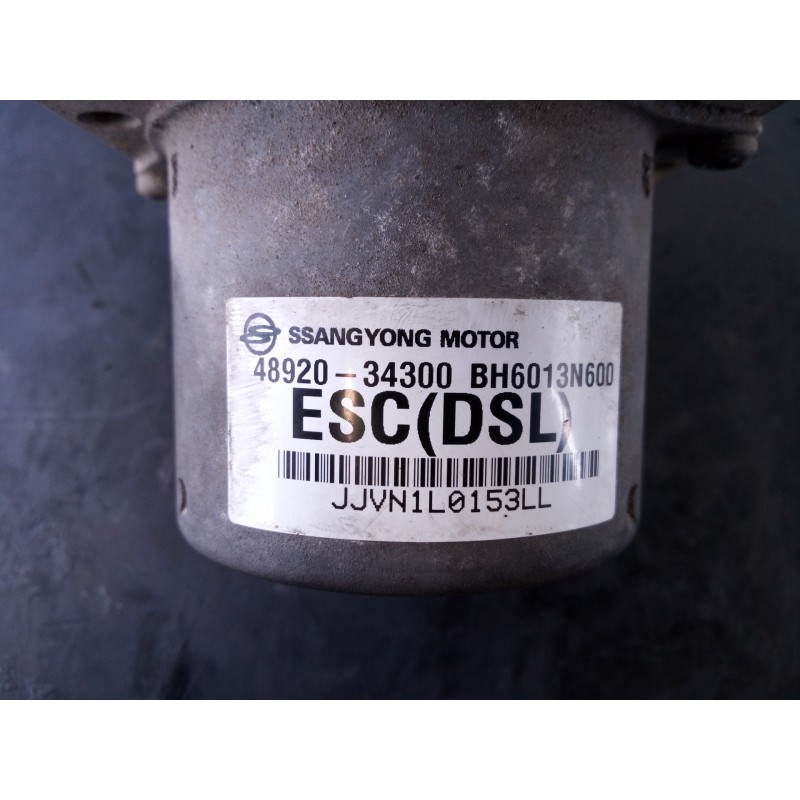 SSANGYONG MOTOR
48920-34300 BH6013N600
ESC(DSL)
JJVN1L0153LL